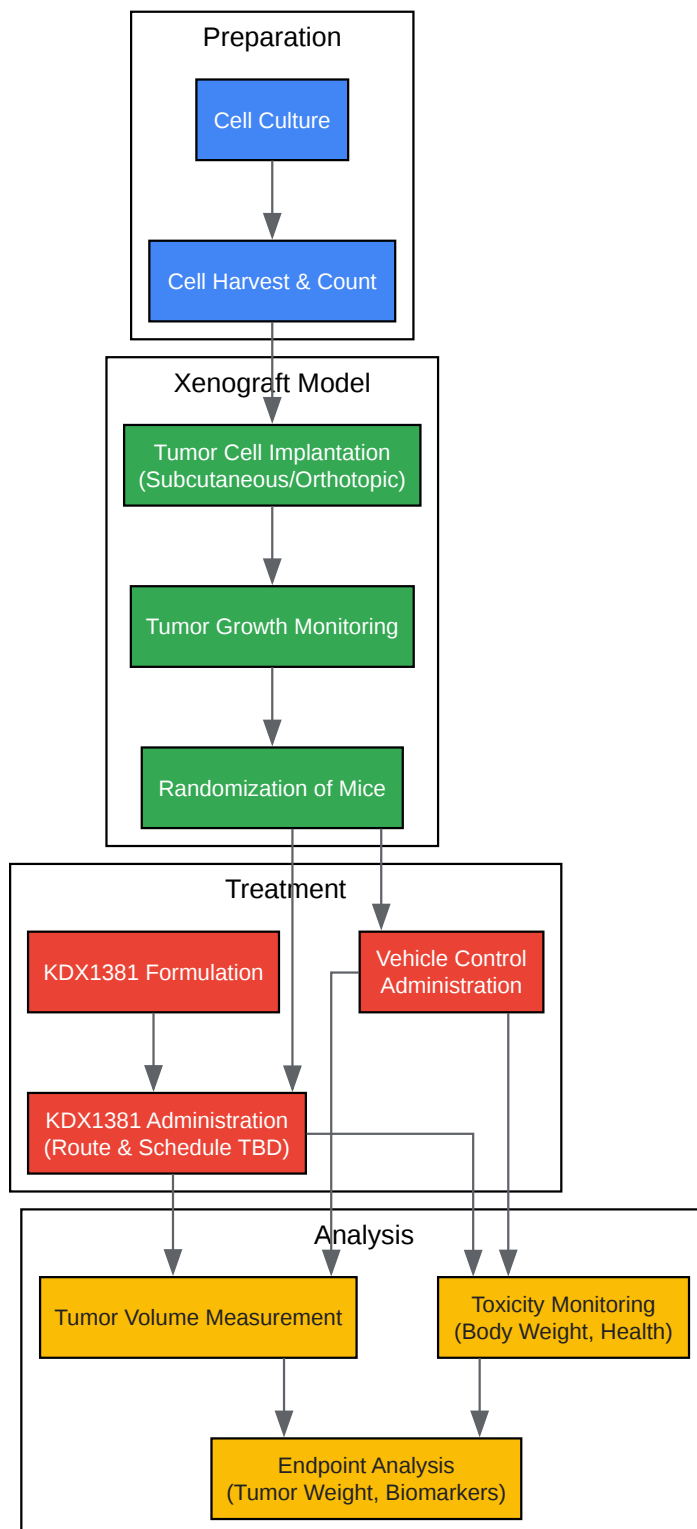 Preparation
Cell Culture
Cell Harvest & Count
Xenograft Model
Tumor Cell Implantation
(Subcutaneous/Orthotopic)
Tumor Growth Monitoring
Randomization of Mice
Treatment
KDX1381 Formulation
Vehicle Control
Administration
KDX1381 Administration
(Route & Schedule TBD)
Analysis
Tumor Volume Measurement
Toxicity Monitoring
(Body Weight, Health)
Endpoint Analysis
(Tumor Weight, Biomarkers)